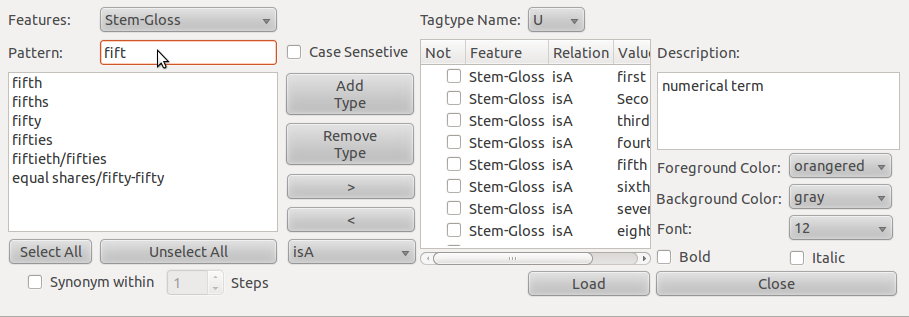 Features: Stem-Gloss Tagtype Name: U
Pattern: fift Case Sensetive
fifth
fifths
fifty
fifties
fiftieth/fifties
equal shares/fifty-fifty
Select All Unselect All
Synonym within 1 Steps
Add Type
Remove Type
>
<
isA
Not Feature Relation Value
Stem-Gloss isA first
Stem-Gloss isA Seco
Stem-Gloss isA third
Stem-Gloss isA fourt
Stem-Gloss isA fifth
Stem-Gloss isA sixth
Stem-Gloss isA seve
Stem-Gloss isA eight
Description:
numerical term
Foreground Color: orangered
Background Color: gray
Font: 12
Bold Italic
Load Close